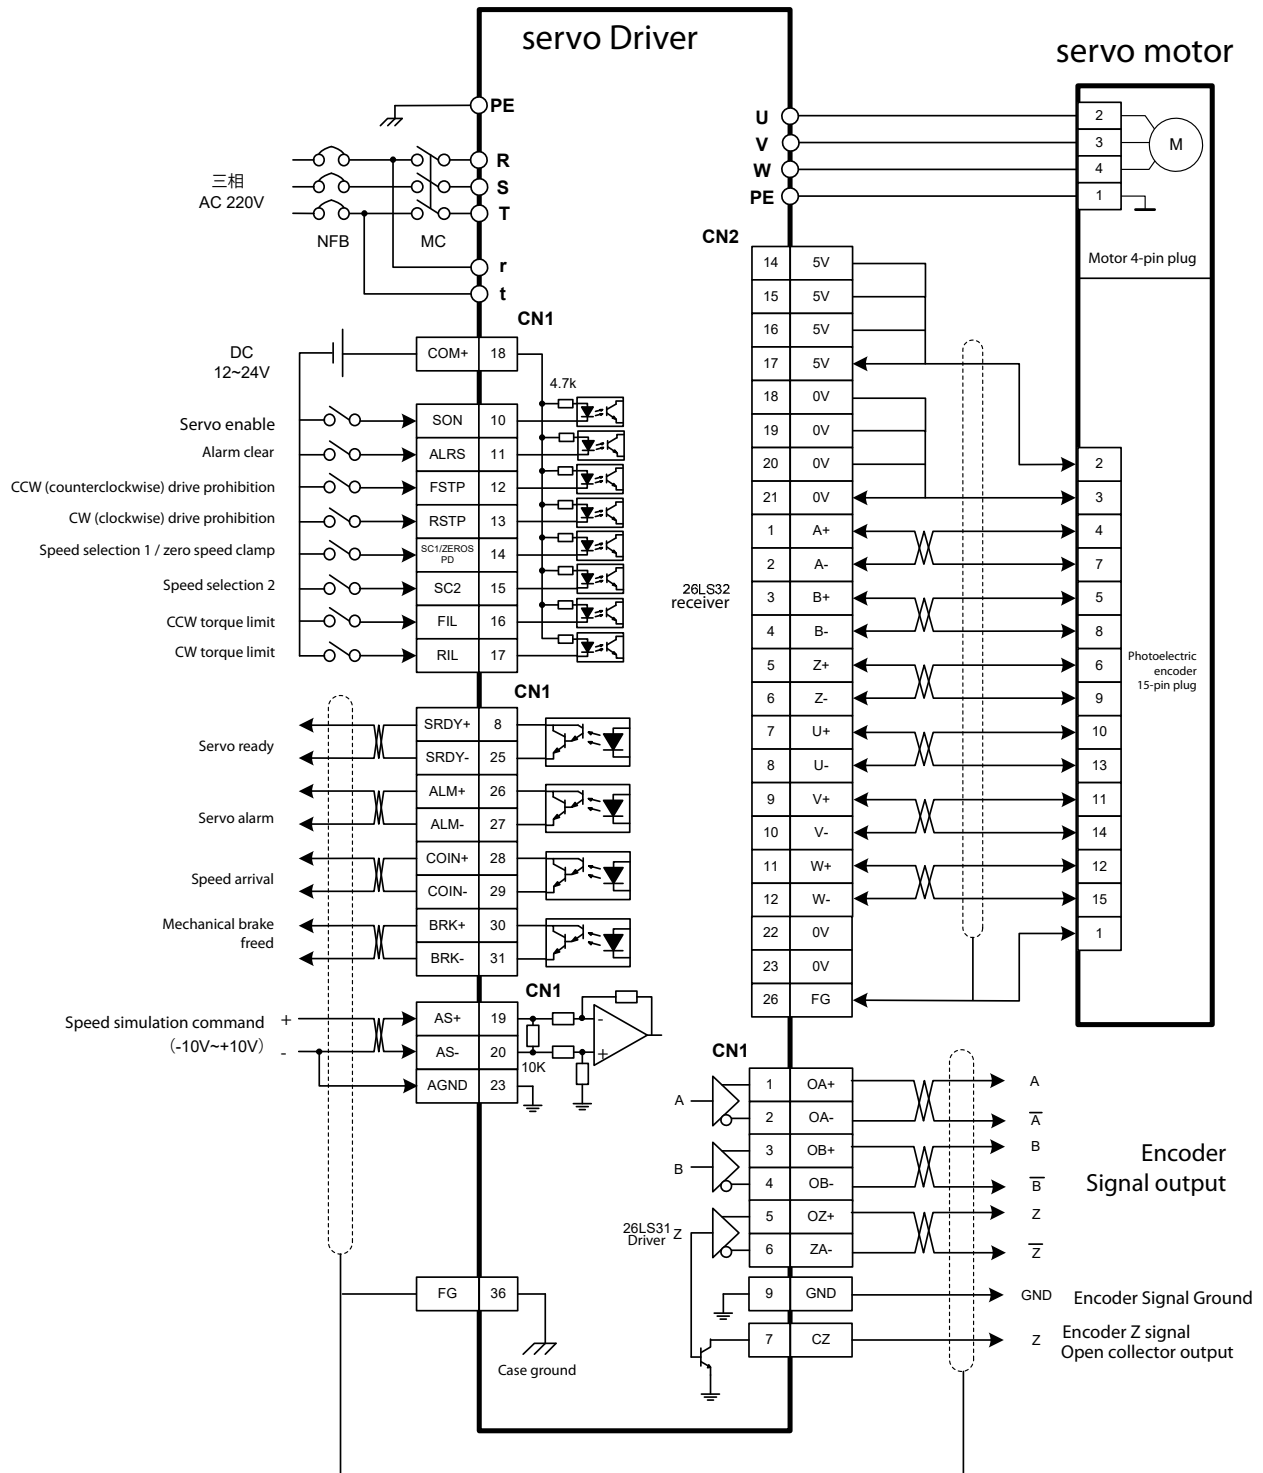 servo Driver
servo motor
PE
R
S
T
三相
AC 220V
NFB
MC
r
t
U
V
W
PE
2
3
4
1
M
Motor 4-pin plug
CN1
DC
12~24V
COM+ 18
4.7k
Servo enable SON 10
Alarm clear ALRS 11
CCW (counterclockwise) drive prohibition FSTP 12
CW (clockwise) drive prohibition RSTP 13
Speed selection 1 / zero speed clamp SC1/ZEROS
PD 14
Speed selection 2 SC2 15
CCW torque limit FIL 16
CW torque limit RIL 17
CN1
SRDY+ 8
Servo ready
SRDY- 25
ALM+ 26
Servo alarm
ALM- 27
COIN+ 28
Speed arrival
COIN- 29
Mechanical brake
freed
BRK+ 30
BRK- 31
CN1
Speed simulation command
（-10V~+10V）
+ AS+ 19
- AS- 20
10K
AGND 23
-
+
FG 36
Case ground
CN2
14 5V
15 5V
16 5V
17 5V
18 0V
19 0V
20 0V
21 0V
1 A+
2 A-
3 B+
4 B-
5 Z+
6 Z-
7 U+
8 U-
9 V+
10 V-
11 W+
12 W-
22 0V
23 0V
26 FG
26LS32
receiver
2
3
4
7
5
8
6
9
10
13
11
14
12
15
1
Photoelectric
encoder
15-pin plug
CN1
A
1 OA+ A
2 OA- A̅
B
3 OB+ B
4 OB- B̅
26LS31
Driver
Z
5 OZ+ Z
6 ZA- Z̅
Encoder
Signal output
9 GND GND Encoder Signal Ground
7 CZ Z Encoder Z signal
Open collector output